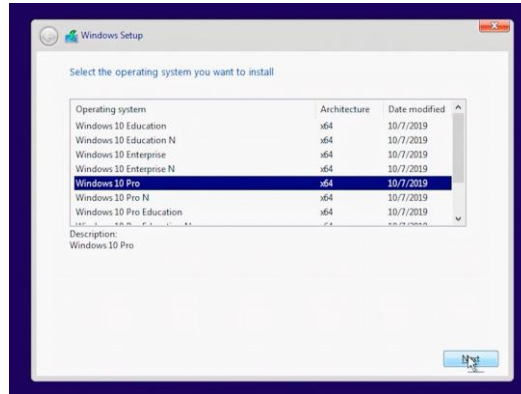 Windows Setup
Select the operating system you want to install
Operating system Architecture Date modified
Windows 10 Education x64 10/7/2019
Windows 10 Education N x64 10/7/2019
Windows 10 Enterprise x64 10/7/2019
Windows 10 Enterprise N x64 10/7/2019
Windows 10 Pro x64 10/7/2019
Windows 10 Pro N x64 10/7/2019
Windows 10 Pro Education x64 10/7/2019
Description:
Windows 10 Pro
Next